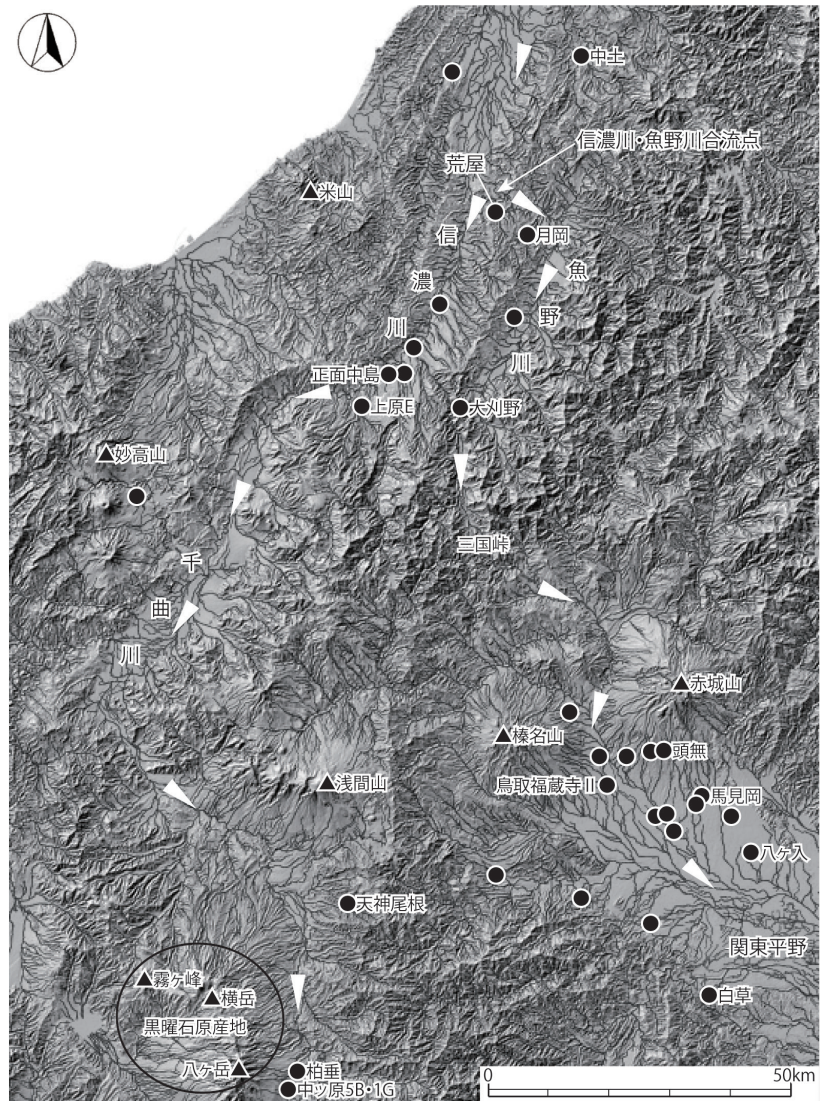 中土
信濃川・魚野川合流点
荒屋
米山
信濃川
月岡
魚野川
正面中島
上原E
大刈野
妙高山
三国峠
千曲川
赤城山
榛名山
頭無
鳥取福蔵寺Ⅱ
浅間山
馬見岡
八ヶ入
天神尾根
関東平野
霧ヶ峰
横岳
白草
黒曜石原産地
八ヶ岳
柏垂
中ッ原5B・1G
0 50km